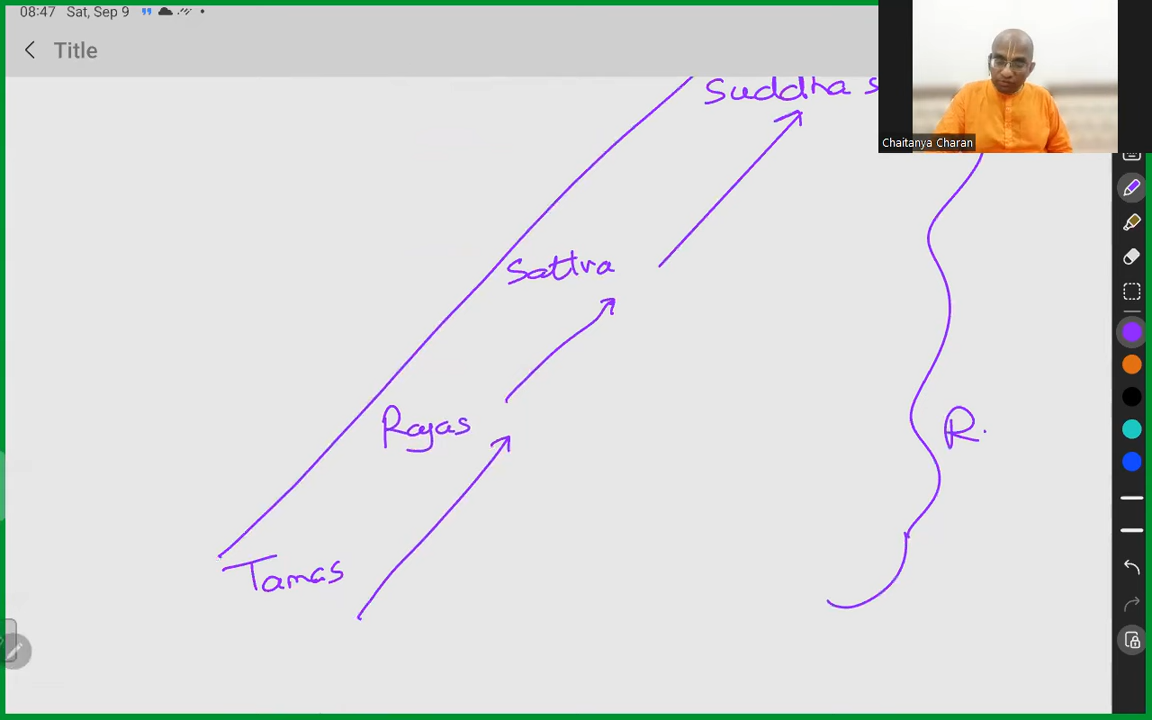 08:47 Sat, Sep 9
Title
Suddha s
Chaitanya Charan
Sattva
Rajas
R.
Tamas